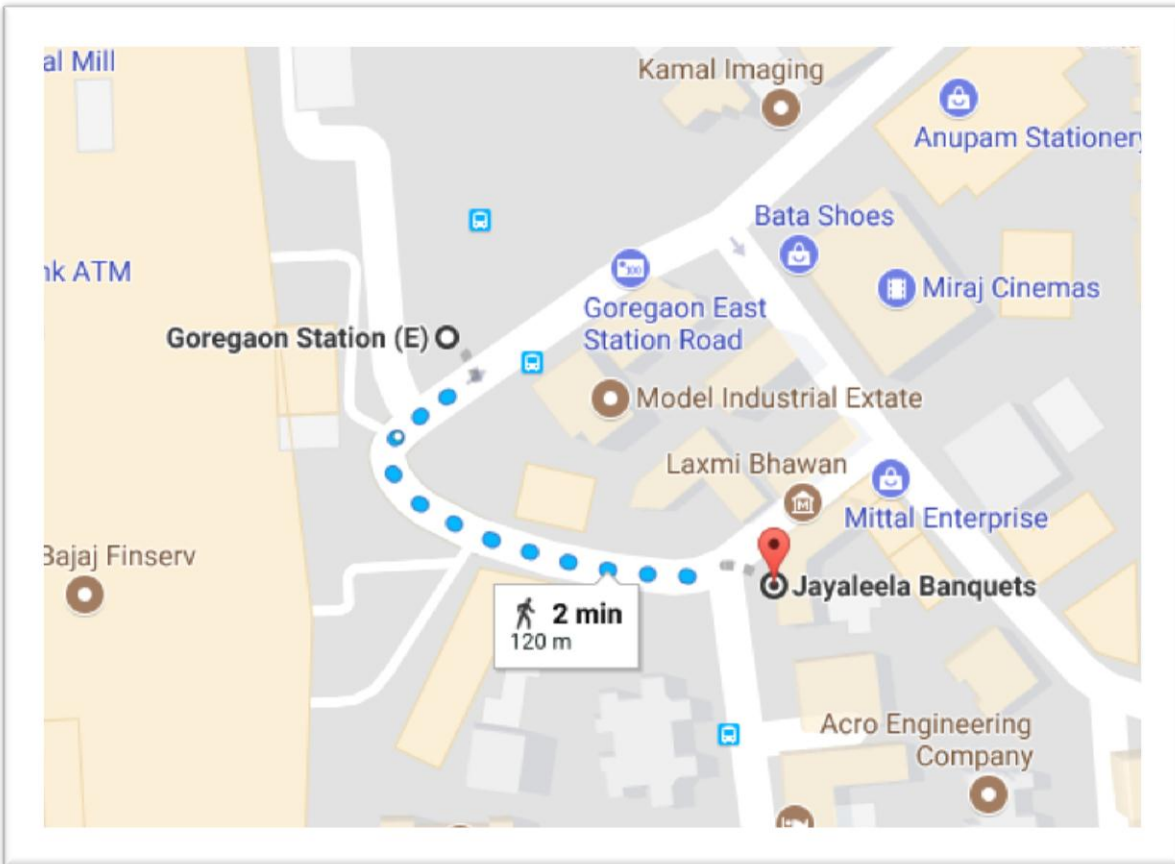 al Mill
Kamal Imaging
Anupam Stationery
Bata Shoes
nk ATM
Miraj Cinemas
100
Goregaon East
Station Road
Goregaon Station (E)
Model Industrial Extate
Laxmi Bhawan
Mittal Enterprise
Bajaj Finserv
Jayaleela Banquets
2 min
120 m
Acro Engineering
Company